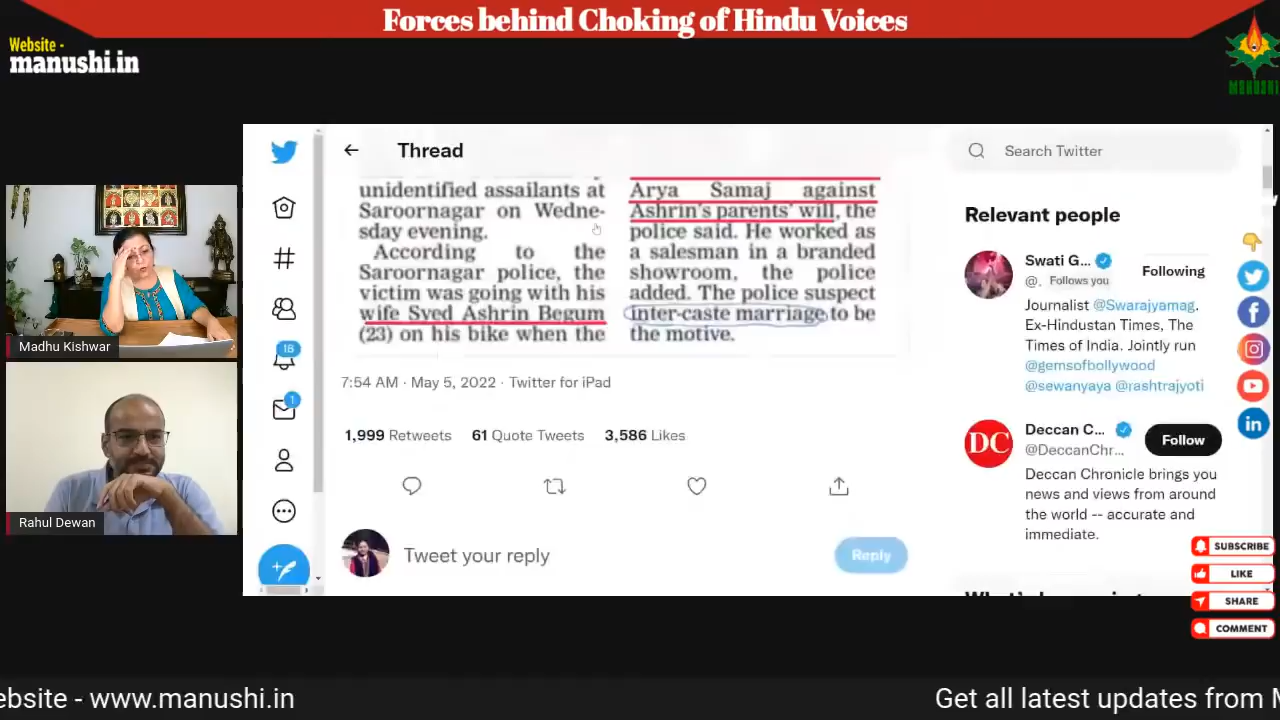 Forces behind Choking of Hindu Voices
Website -
manushi.in
MANUSHI
Thread
Search Twitter
unidentified assailants at
Saroornagar on Wedne-
sday evening.
According to the
Saroornagar police, the
victim was going with his
wife Syed Ashrin Begum
(23) on his bike when the
Arya Samaj against
Ashrin's parents' will, the
police said. He worked as
a salesman in a branded
showroom, the police
added. The police suspect
inter-caste marriage to be
the motive.
7:54 AM · May 5, 2022 · Twitter for iPad
1,999 Retweets 61 Quote Tweets 3,586 Likes
Tweet your reply
Reply
18
1
Relevant people
Swati G...
@. Follows you
Following
Journalist @Swarajyamag.
Ex-Hindustan Times, The
Times of India. Jointly run
@gemsofbollywood
@sewanyaya @rashtrajyoti
DC
Deccan C...
@DeccanChr...
Follow
Deccan Chronicle brings you
news and views from around
the world -- accurate and
immediate.
Madhu Kishwar
Rahul Dewan
in
SUBSCRIBE
LIKE
SHARE
COMMENT
ebsite - www.manushi.in
Get all latest updates from M